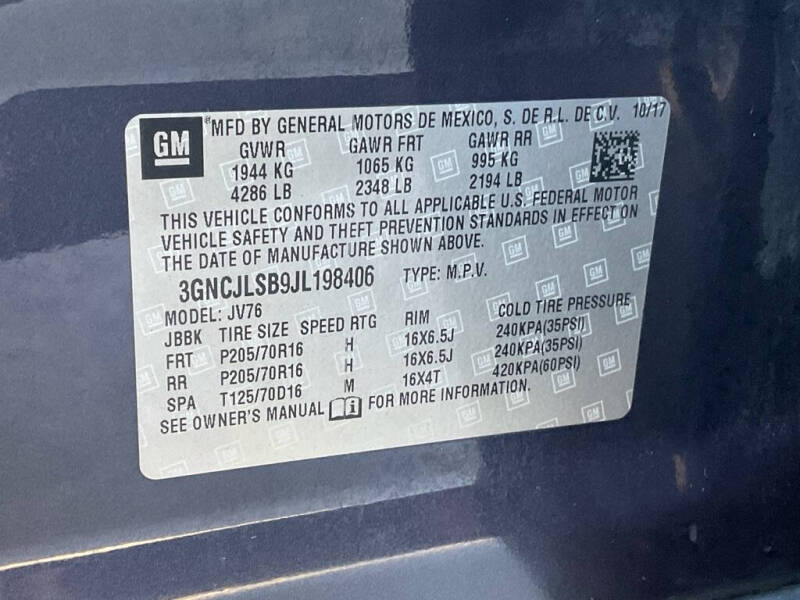 GM
MFD BY GENERAL MOTORS DE MEXICO, S. DE R.L. DE C.V. 10/17
GVWR GAWR FRT GAWR RR
1944 KG 1065 KG 995 KG
4286 LB 2348 LB 2194 LB
THIS VEHICLE CONFORMS TO ALL APPLICABLE U.S. FEDERAL MOTOR
VEHICLE SAFETY AND THEFT PREVENTION STANDARDS IN EFFECT ON
THE DATE OF MANUFACTURE SHOWN ABOVE.
3GNCJLSB9JL198406 TYPE: M.P.V.
MODEL: JV76
JBBK TIRE SIZE SPEED RTG RIM COLD TIRE PRESSURE
FRT P205/70R16 H 16X6.5J 240KPA(35PSI)
RR P205/70R16 H 16X6.5J 240KPA(35PSI)
SPA T125/70D16 M 16X4T 420KPA(60PSI)
SEE OWNER'S MANUAL FOR MORE INFORMATION.